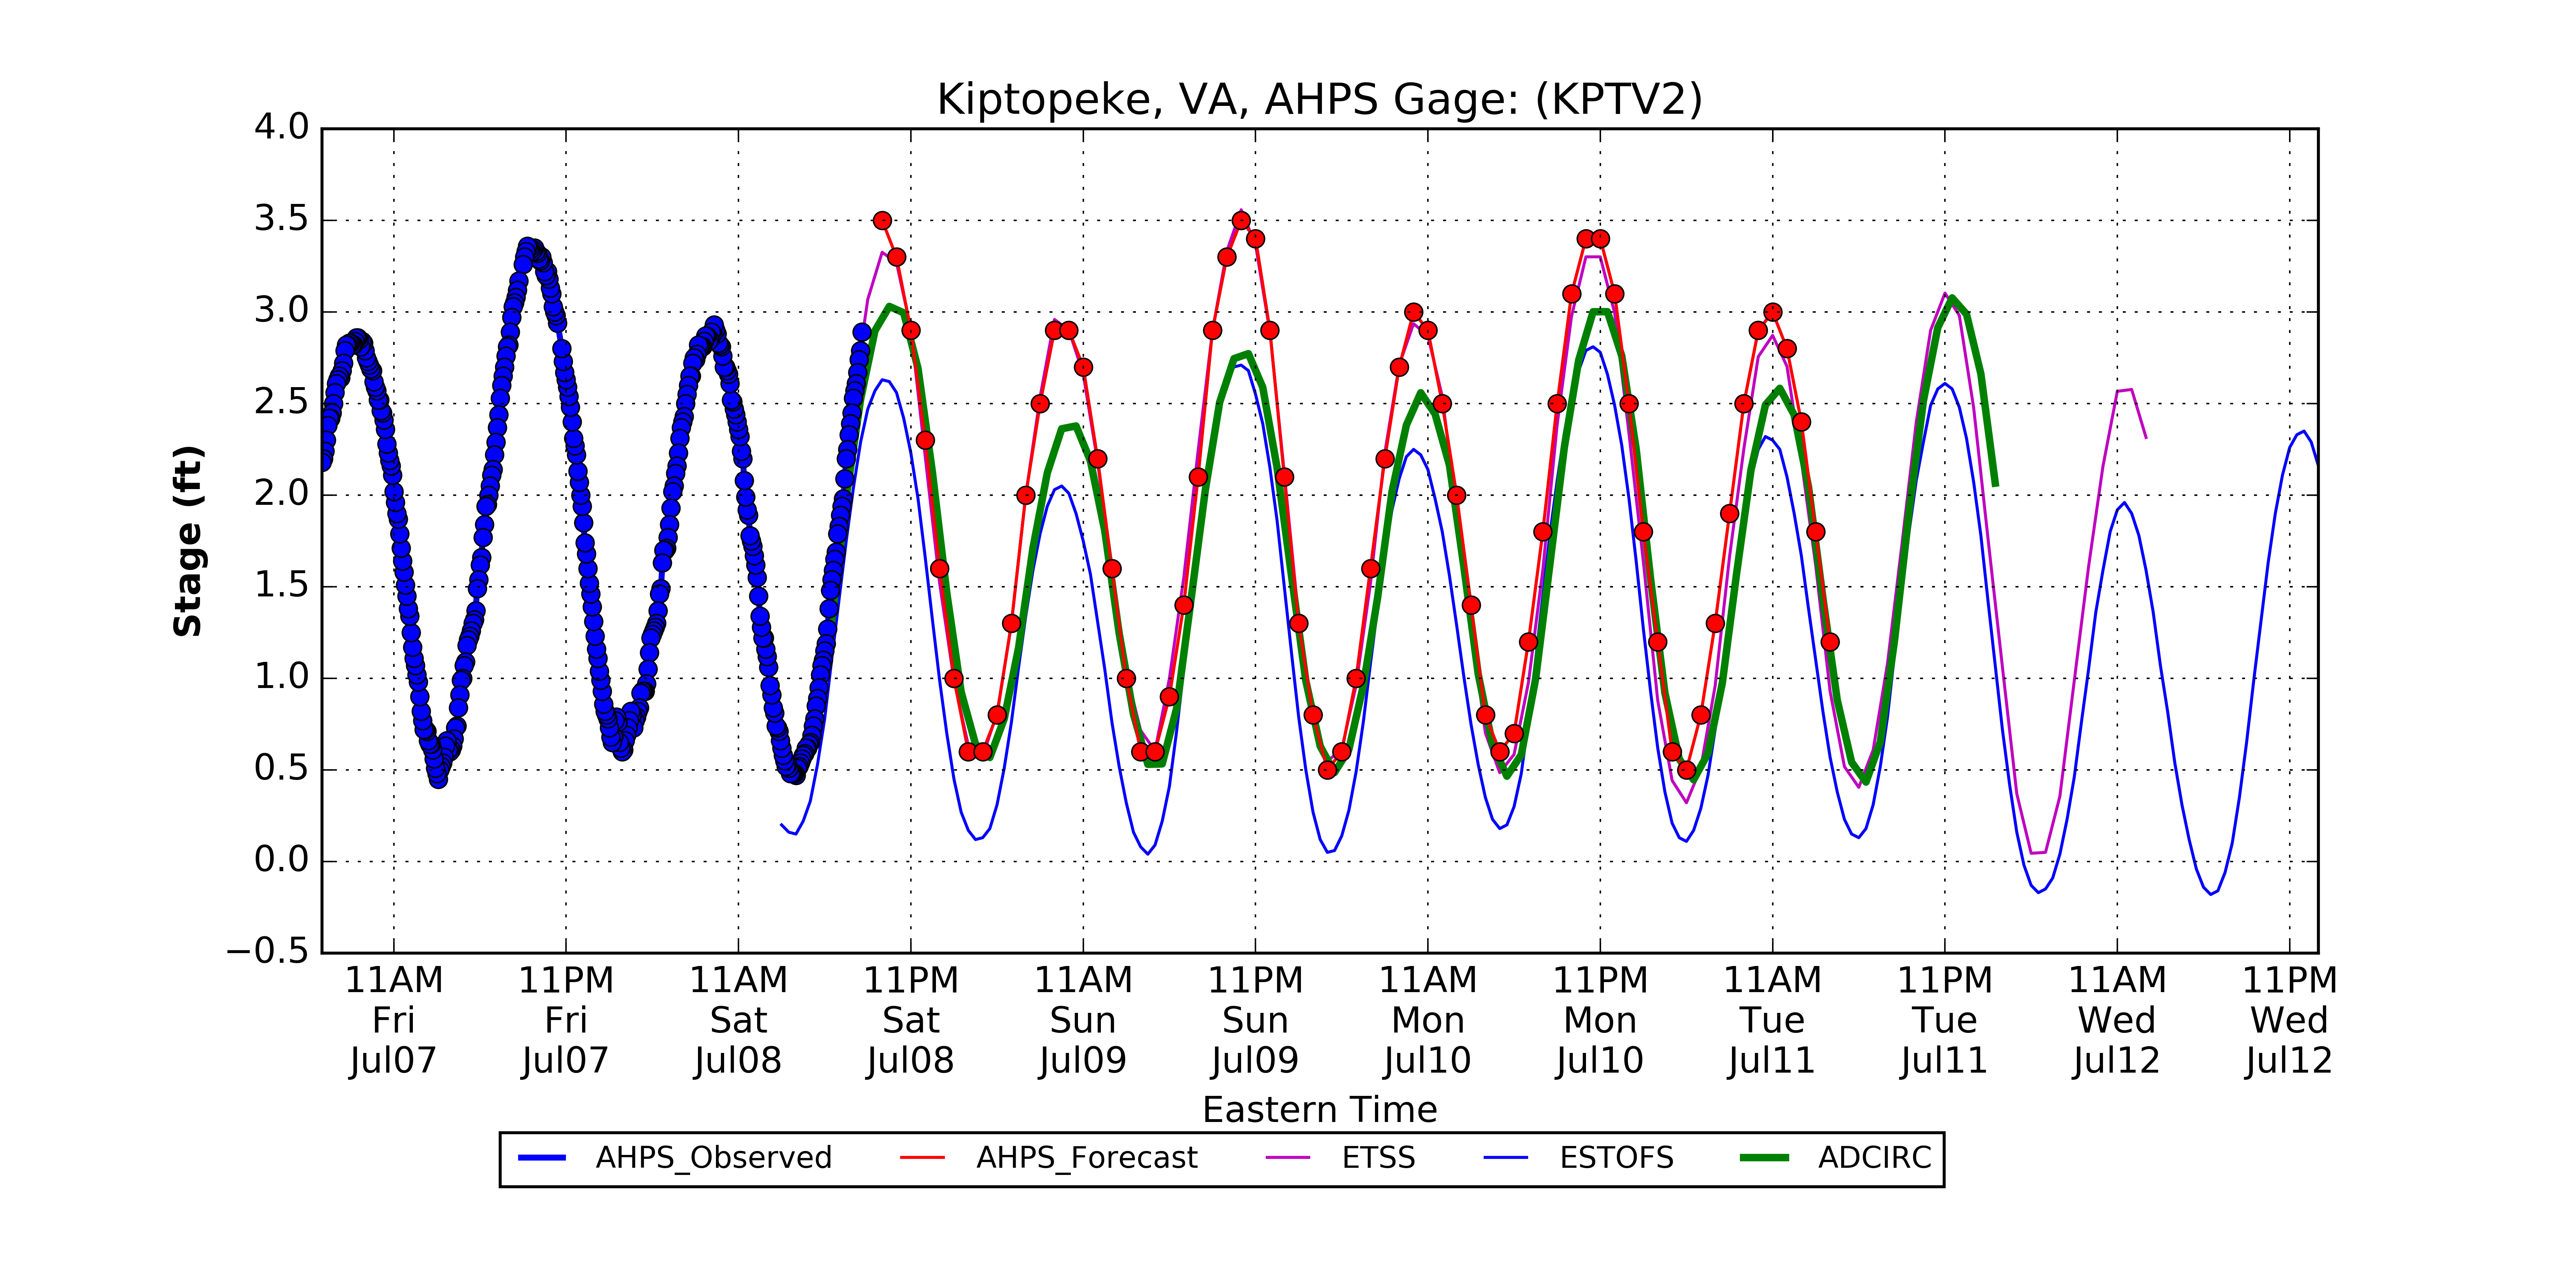 Kiptopeke, VA, AHPS Gage: (KPTV2)
4.0
3.5
3.0
2.5
2.0
1.5
1.0
0.5
0.0
−0.5
Stage (ft)
11AM 11PM 11AM 11PM 11AM 11PM 11AM 11PM 11AM 11PM 11AM 11PM
Fri Fri Sat Sat Sun Sun Mon Mon Tue Tue Wed Wed
Jul07 Jul07 Jul08 Jul08 Jul09 Jul09 Jul10 Jul10 Jul11 Jul11 Jul12 Jul12
Eastern Time
AHPS_Observed AHPS_Forecast ETSS ESTOFS ADCIRC